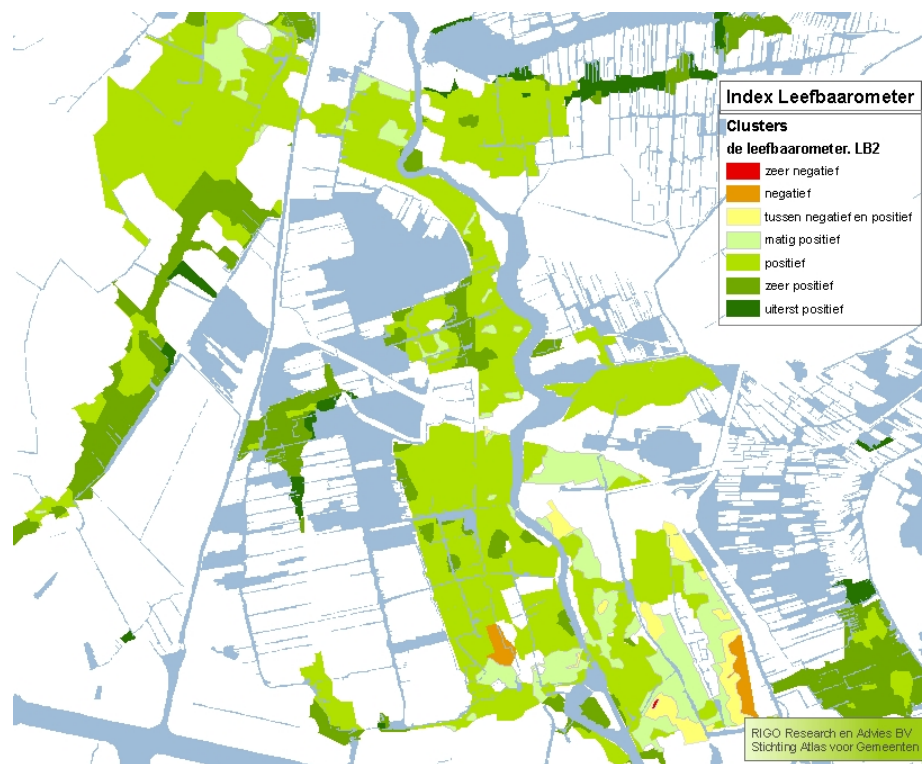 Index Leefbaarometer
Clusters
de leefbaarometer. LB2
zeer negatief
negatief
tussen negatief en positief
matig positief
positief
zeer positief
uiterst positief
RIGO Research en Advies BV
Stichting Atlas voor Gemeenten